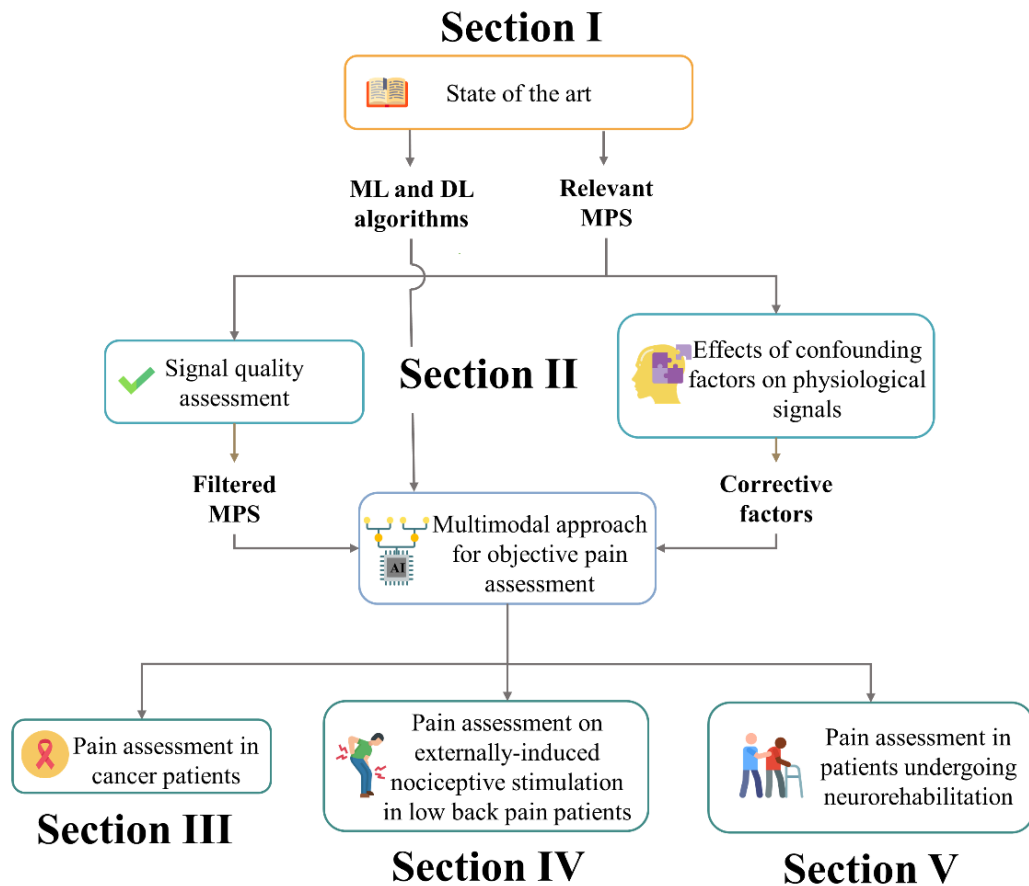 Section I
State of the art
ML and DL
algorithms
Relevant
MPS
Signal quality
assessment
Section II
Effects of confounding
factors on physiological
signals
Filtered
MPS
Corrective
factors
AI
Multimodal approach
for objective pain
assessment
Pain assessment in
cancer patients
Section III
Pain assessment on
externally-induced
nociceptive stimulation
in low back pain patients
Section IV
Pain assessment in
patients undergoing
neurorehabilitation
Section V